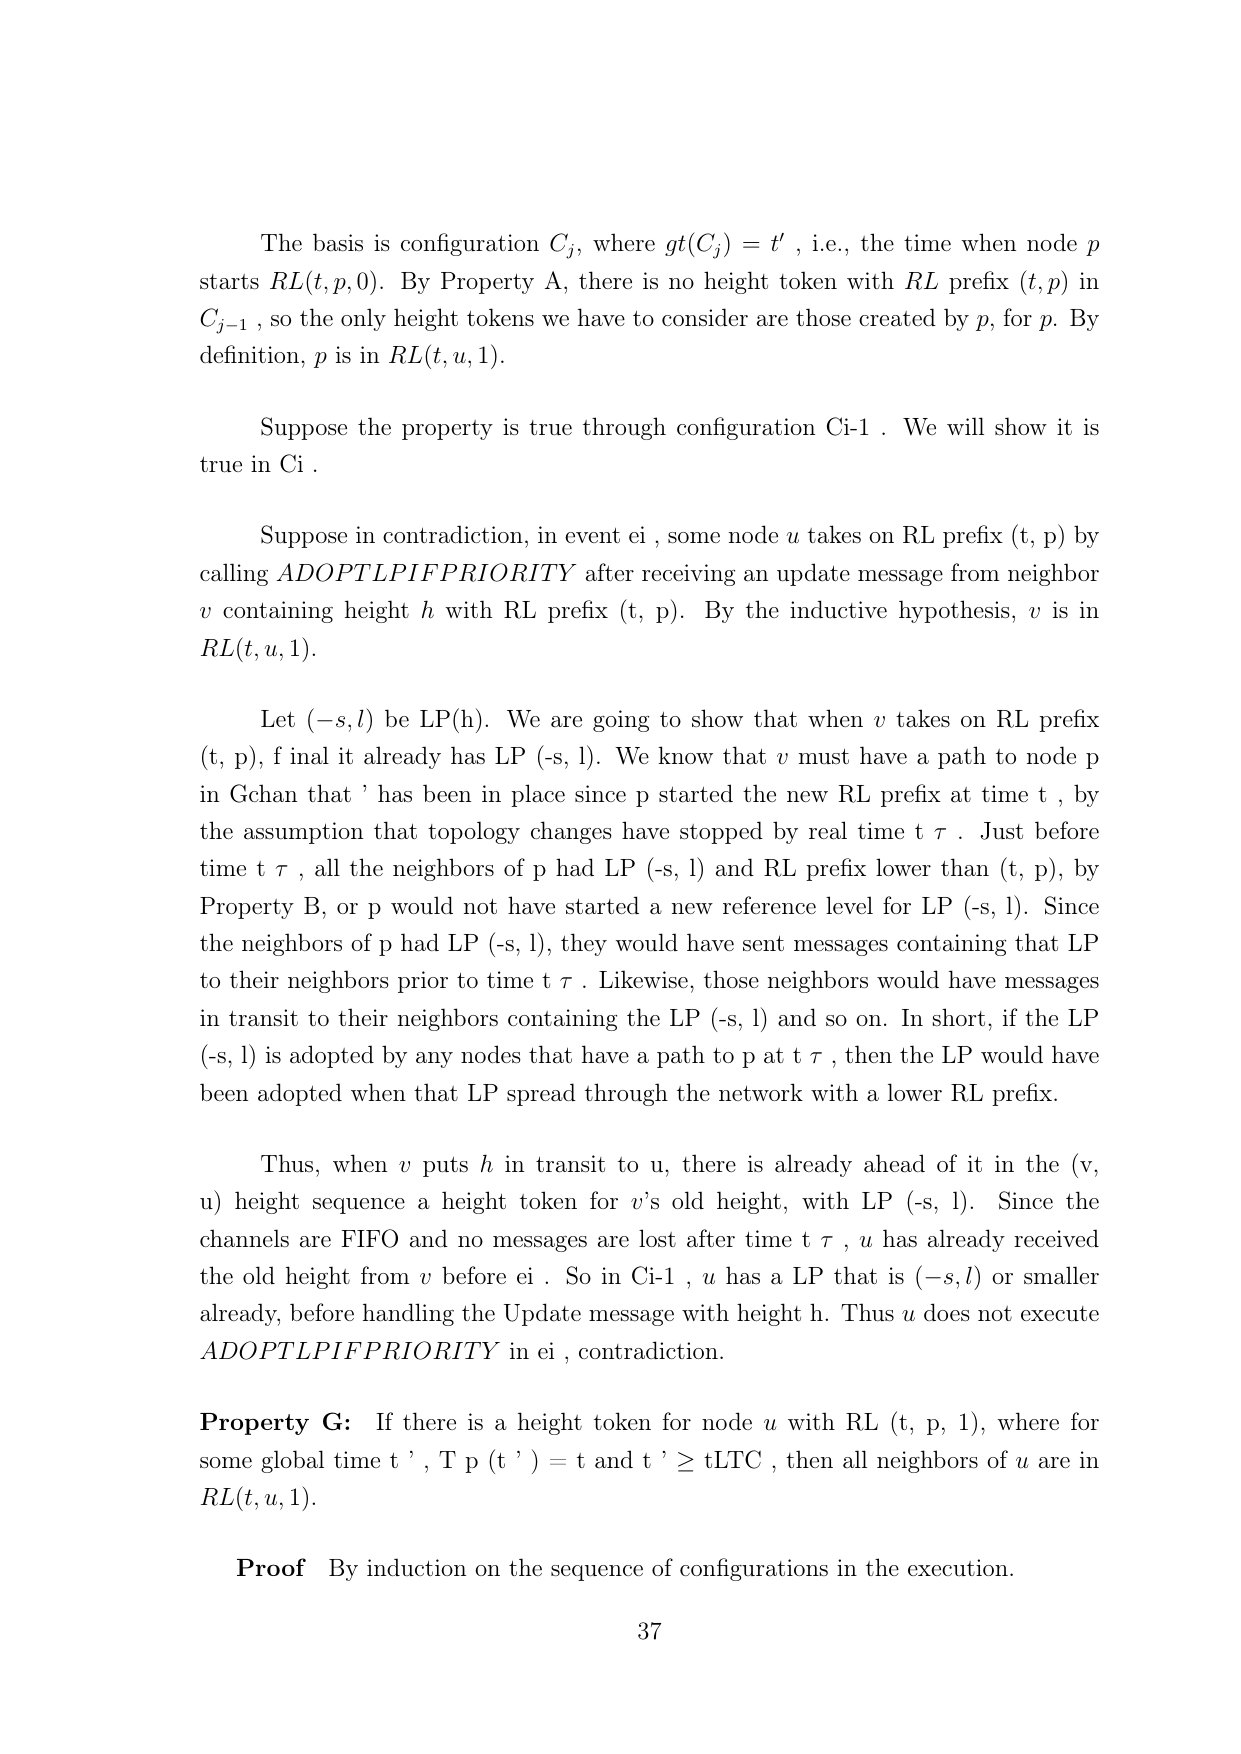 The basis is configuration C_j, where gt(C_j) = t′ , i.e., the time when node p
starts RL(t, p, 0). By Property A, there is no height token with RL prefix (t, p) in
C_{j−1} , so the only height tokens we have to consider are those created by p, for p. By
definition, p is in RL(t, u, 1).
Suppose the property is true through configuration Ci-1 . We will show it is
true in Ci .
Suppose in contradiction, in event ei , some node u takes on RL prefix (t, p) by
calling ADOPTLPIFPRIORITY after receiving an update message from neighbor
v containing height h with RL prefix (t, p). By the inductive hypothesis, v is in
RL(t, u, 1).
Let (−s, l) be LP(h). We are going to show that when v takes on RL prefix
(t, p), f inal it already has LP (-s, l). We know that v must have a path to node p
in Gchan that ’ has been in place since p started the new RL prefix at time t , by
the assumption that topology changes have stopped by real time t τ . Just before
time t τ , all the neighbors of p had LP (-s, l) and RL prefix lower than (t, p), by
Property B, or p would not have started a new reference level for LP (-s, l). Since
the neighbors of p had LP (-s, l), they would have sent messages containing that LP
to their neighbors prior to time t τ . Likewise, those neighbors would have messages
in transit to their neighbors containing the LP (-s, l) and so on. In short, if the LP
(-s, l) is adopted by any nodes that have a path to p at t τ , then the LP would have
been adopted when that LP spread through the network with a lower RL prefix.
Thus, when v puts h in transit to u, there is already ahead of it in the (v,
u) height sequence a height token for v’s old height, with LP (-s, l). Since the
channels are FIFO and no messages are lost after time t τ , u has already received
the old height from v before ei . So in Ci-1 , u has a LP that is (−s, l) or smaller
already, before handling the Update message with height h. Thus u does not execute
ADOPTLPIFPRIORITY in ei , contradiction.
Property G: If there is a height token for node u with RL (t, p, 1), where for
some global time t ’ , T p (t ’ ) = t and t ’ ≥ tLTC , then all neighbors of u are in
RL(t, u, 1).
Proof By induction on the sequence of configurations in the execution.
37